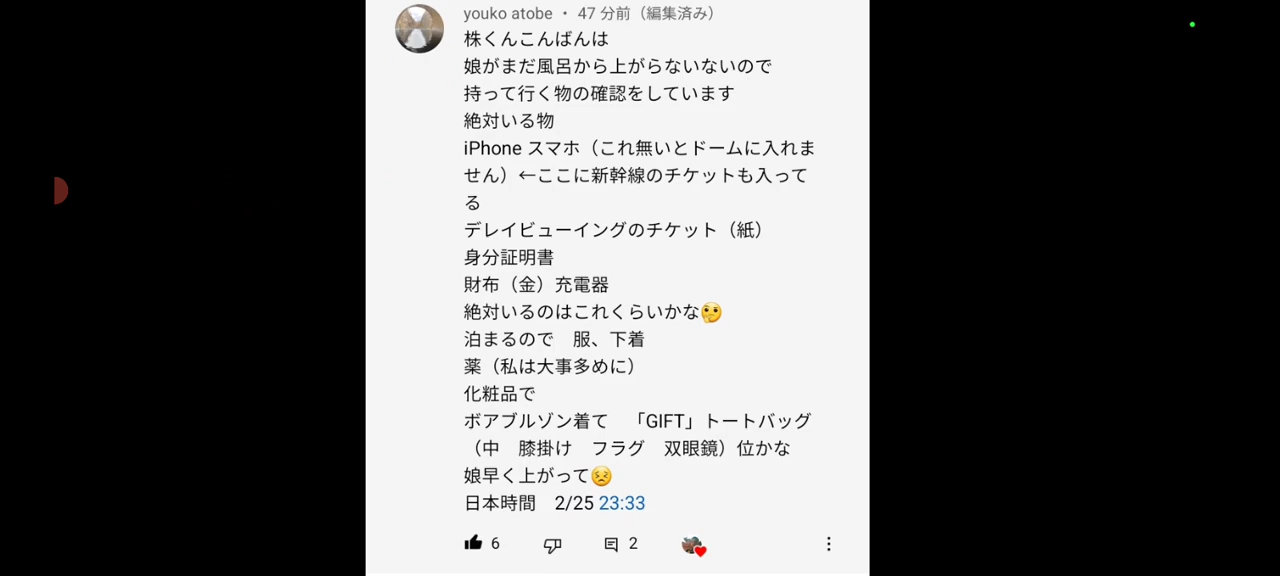 youko atobe ・ 47 分前（編集済み）
株くんこんばんは
娘がまだ風呂から上がらないないので
持って行く物の確認をしています
絶対いる物
iPhone スマホ（これ無いとドームに入れま
せん）←ここに新幹線のチケットも入って
る
デレイビューイングのチケット（紙）
身分証明書
財布（金）充電器
絶対いるのはこれくらいかな🤔
泊まるので　服、下着
薬（私は大事多めに）
化粧品で
ボアブルゾン着て　「GIFT」トートバッグ
（中　膝掛け　フラグ　双眼鏡）位かな
娘早く上がって😣
日本時間　2/25 23:33
6 2